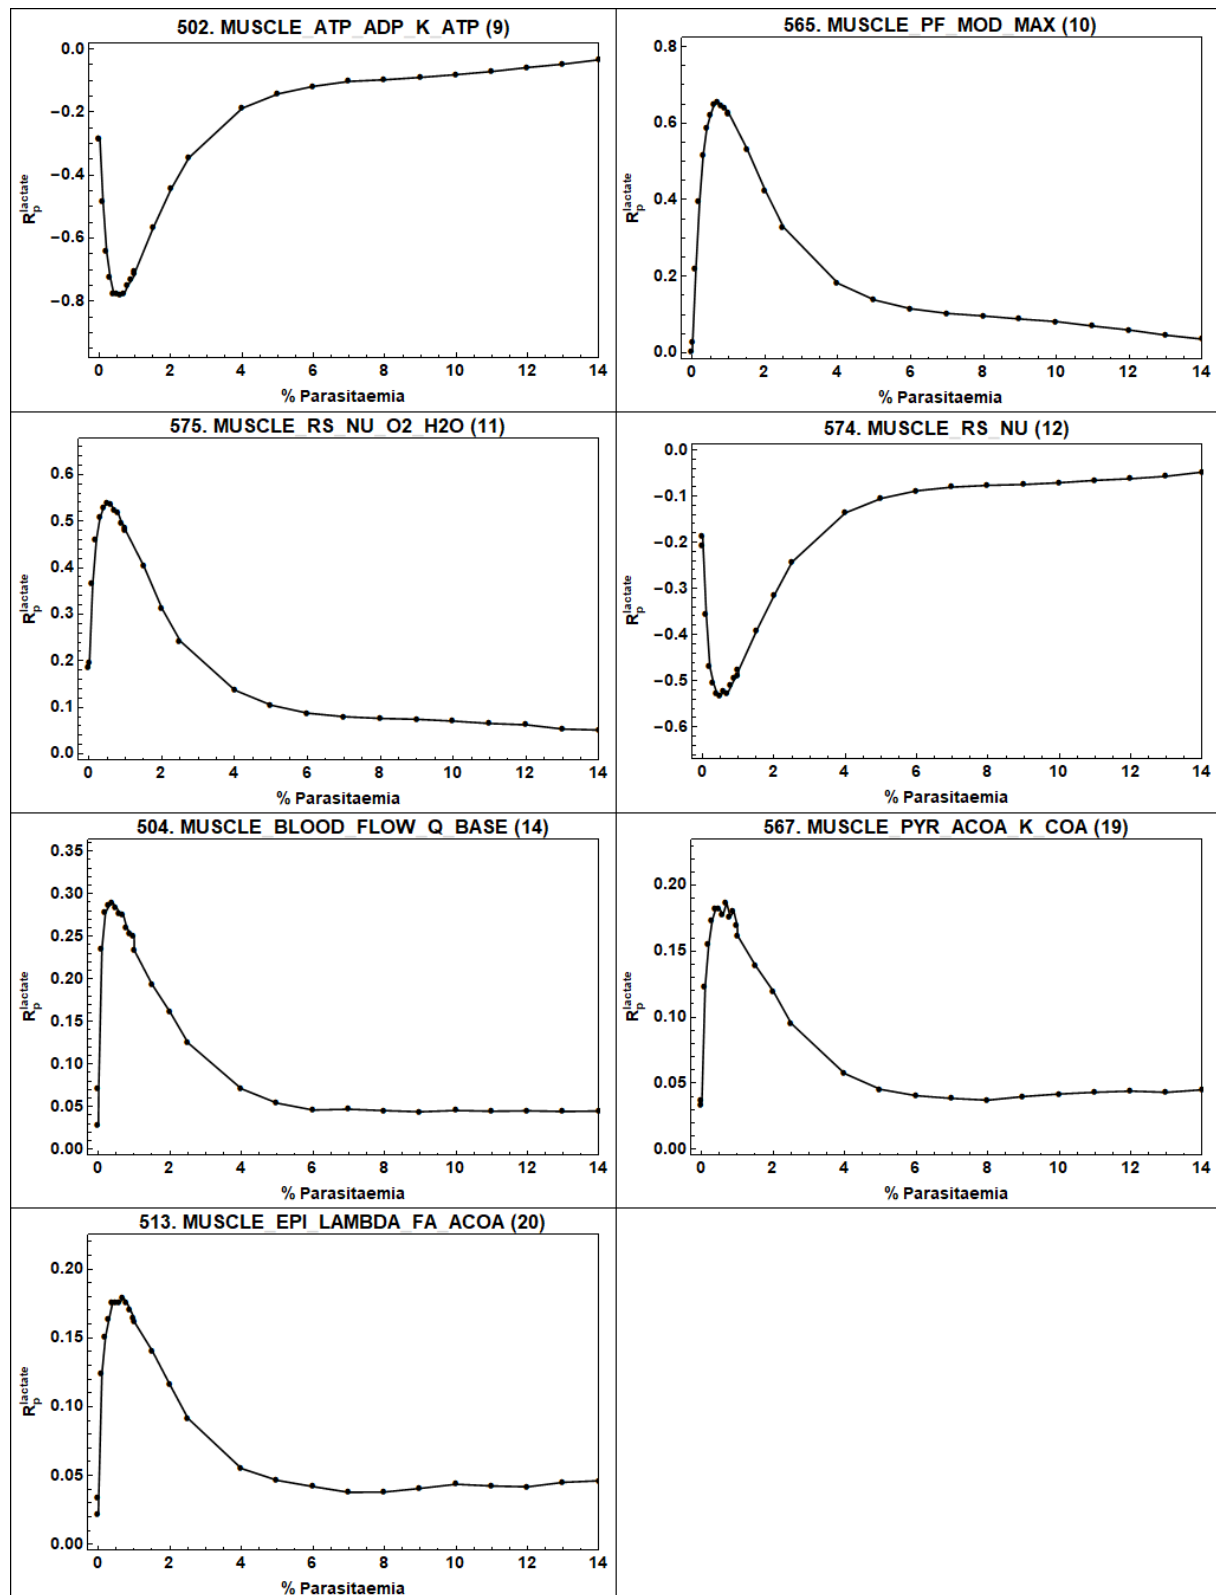 502. MUSCLE_ATP_ADP_K_ATP (9)
0.0
−0.2
−0.4
−0.6
−0.8
R_p^lactate
0 2 4 6 8 10 12 14
% Parasitaemia
565. MUSCLE_PF_MOD_MAX (10)
0.8
0.6
0.4
0.2
0.0
R_p^lactate
0 2 4 6 8 10 12 14
% Parasitaemia
575. MUSCLE_RS_NU_O2_H2O (11)
0.6
0.5
0.4
0.3
0.2
0.1
0.0
R_p^lactate
0 2 4 6 8 10 12 14
% Parasitaemia
574. MUSCLE_RS_NU (12)
−0.0
−0.1
−0.2
−0.3
−0.4
−0.5
−0.6
R_p^lactate
0 2 4 6 8 10 12 14
% Parasitaemia
504. MUSCLE_BLOOD_FLOW_Q_BASE (14)
0.35
0.30
0.25
0.20
0.15
0.10
0.05
0.00
R_p^lactate
0 2 4 6 8 10 12 14
% Parasitaemia
567. MUSCLE_PYR_ACOA_K_COA (19)
0.20
0.15
0.10
0.05
0.00
R_p^lactate
0 2 4 6 8 10 12 14
% Parasitaemia
513. MUSCLE_EPI_LAMBDA_FA_ACOA (20)
0.20
0.15
0.10
0.05
0.00
R_p^lactate
0 2 4 6 8 10 12 14
% Parasitaemia